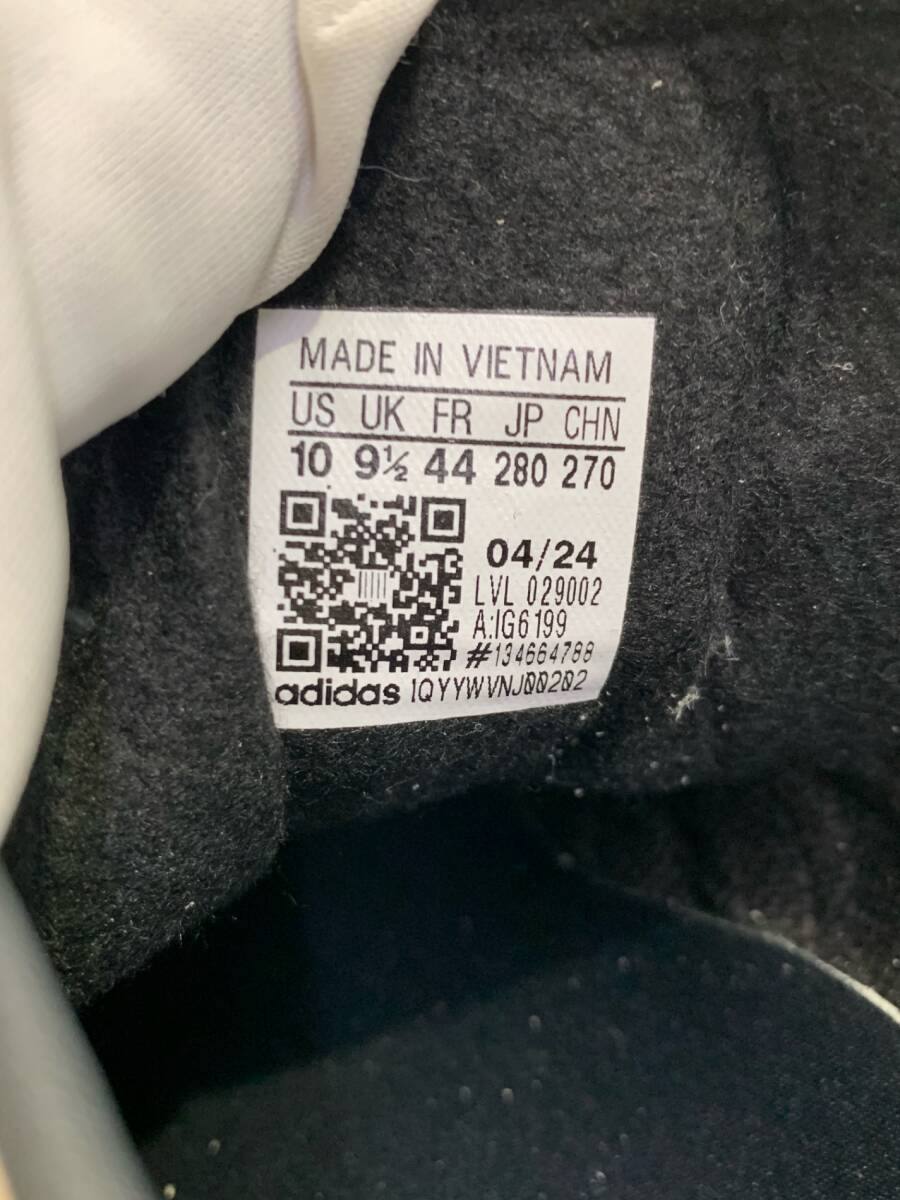 MADE IN VIETNAM
US UK FR JP CHN
10 9½ 44 280 270
04/24
LVL 029002
A:IG6199
#134664788
adidas 1QYYWVNJ00202